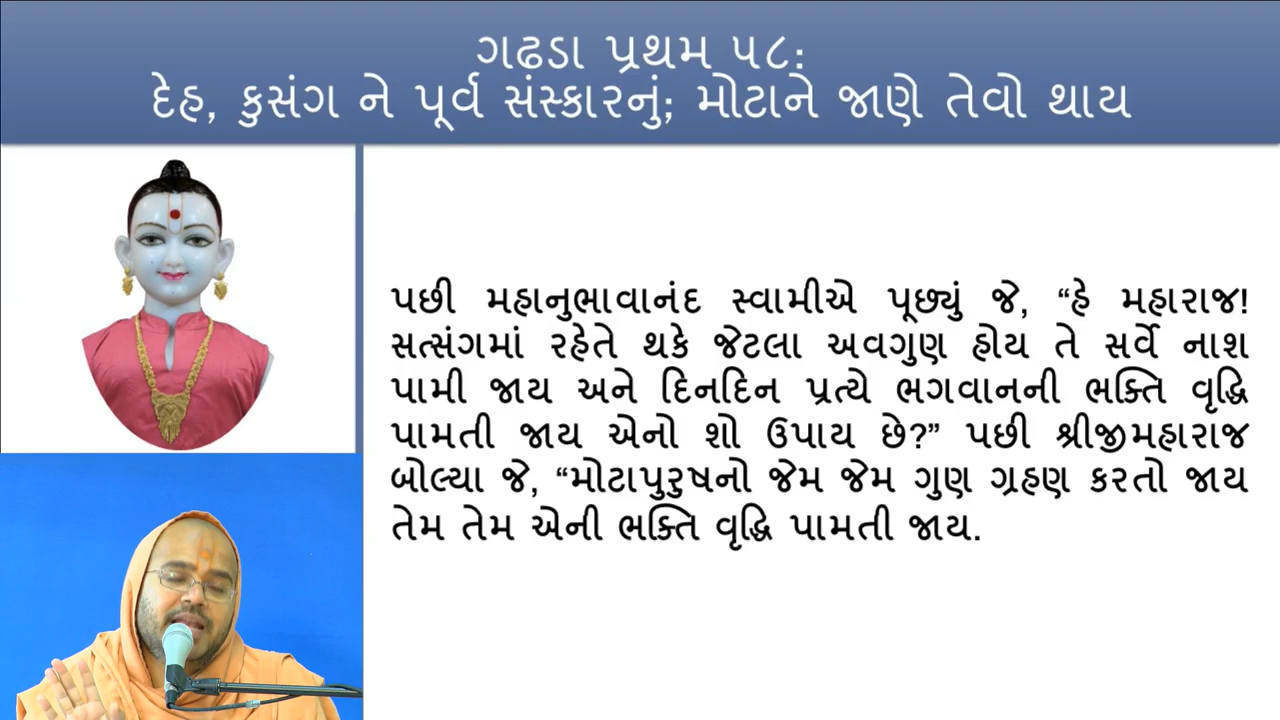 ગઢડા પ્રથમ ૫૮:
દેહ, કુસંગ ને પૂર્વ સંસ્કારનું; મોટાને જાણે તેવો થાય
પછી મહાનુભાવાનંદ સ્વામીએ પૂછ્યું જે, “હે મહારાજ!
સત્સંગમાં રહેતે થકે જેટલા અવગુણ હોય તે સર્વે નાશ
પામી જાય અને દિનદિન પ્રત્યે ભગવાનની ભક્તિ વૃદ્ધિ
પામતી જાય એનો શો ઉપાય છે?” પછી શ્રીજીમહારાજ
બોલ્યા જે, “મોટાપુરુષનો જેમ જેમ ગુણ ગ્રહણ કરતો જાય
તેમ તેમ એની ભક્તિ વૃદ્ધિ પામતી જાય.